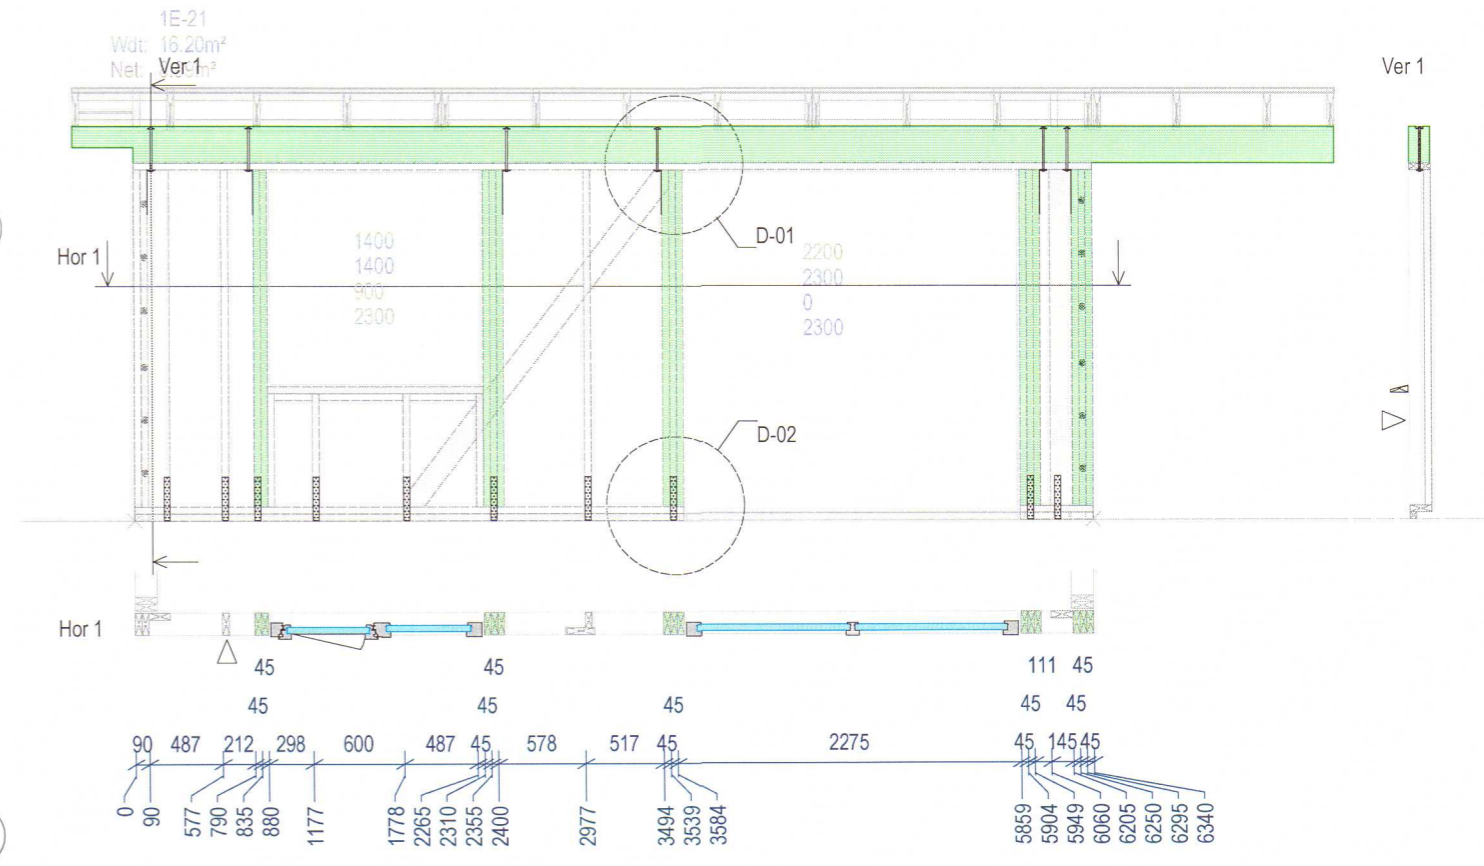 1E-21
Wdt: 16.20m²
Net:
Ver 1
Ver 1
Hor 1
1400
1400
900
2300
D-01
2200
2300
0
2300
D-02
Hor 1
45 45 111 45
45 45 45 45 45
90 487 212 298 600 487 45 578 517 45 2275 45 145 45
0 90 577 790 835 880 1177 1778 2265 2310 2355 2400 2977 3494 3539 3584 5859 5904 5949 6060 6205 6250 6295 6340